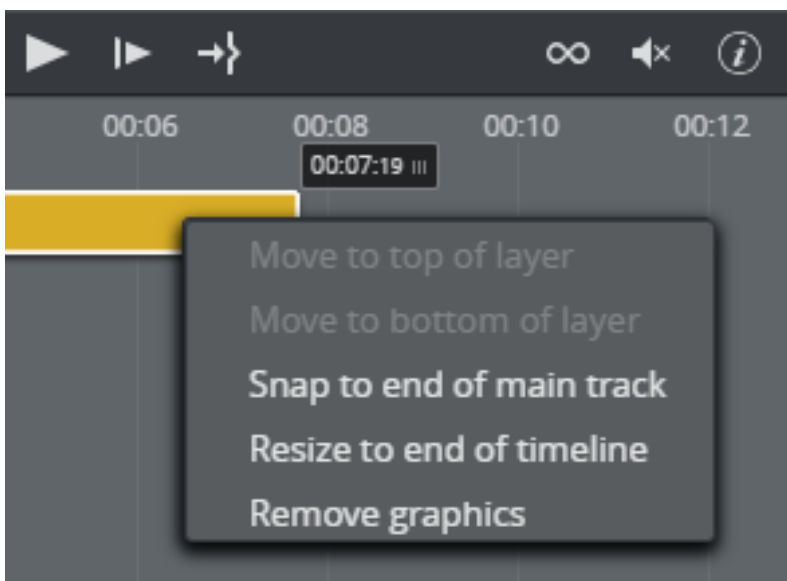 00:06 00:08 00:10 00:12
00:07:19
Move to top of layer
Move to bottom of layer
Snap to end of main track
Resize to end of timeline
Remove graphics